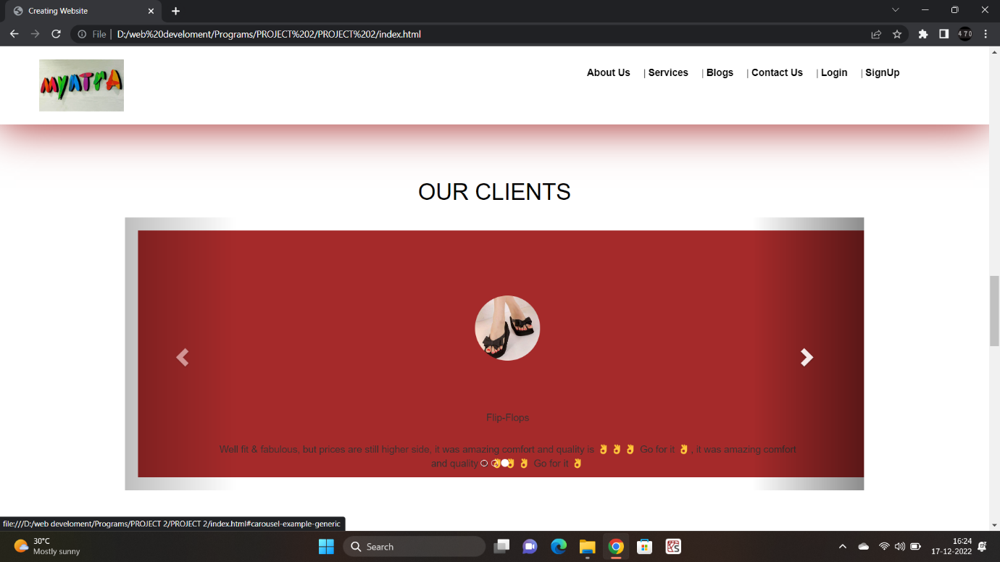 Creating Website
File | D:/web%20develoment/Programs/PROJECT%202/PROJECT%202/index.html
470
MYNTRA
About Us | Services | Blogs | Contact Us | Login | SignUp
OUR CLIENTS
Flip-Flops
Well fit & fabulous, but prices are still higher side, it was amazing comfort and quality is 👌 👌 👌 Go for it 👌 , it was amazing comfort
and quality 👌 👌 👌 Go for it 👌
file:///D:/web develoment/Programs/PROJECT 2/PROJECT 2/index.html#carousel-example-generic
30°C
Mostly sunny
Search
16:24
17-12-2022